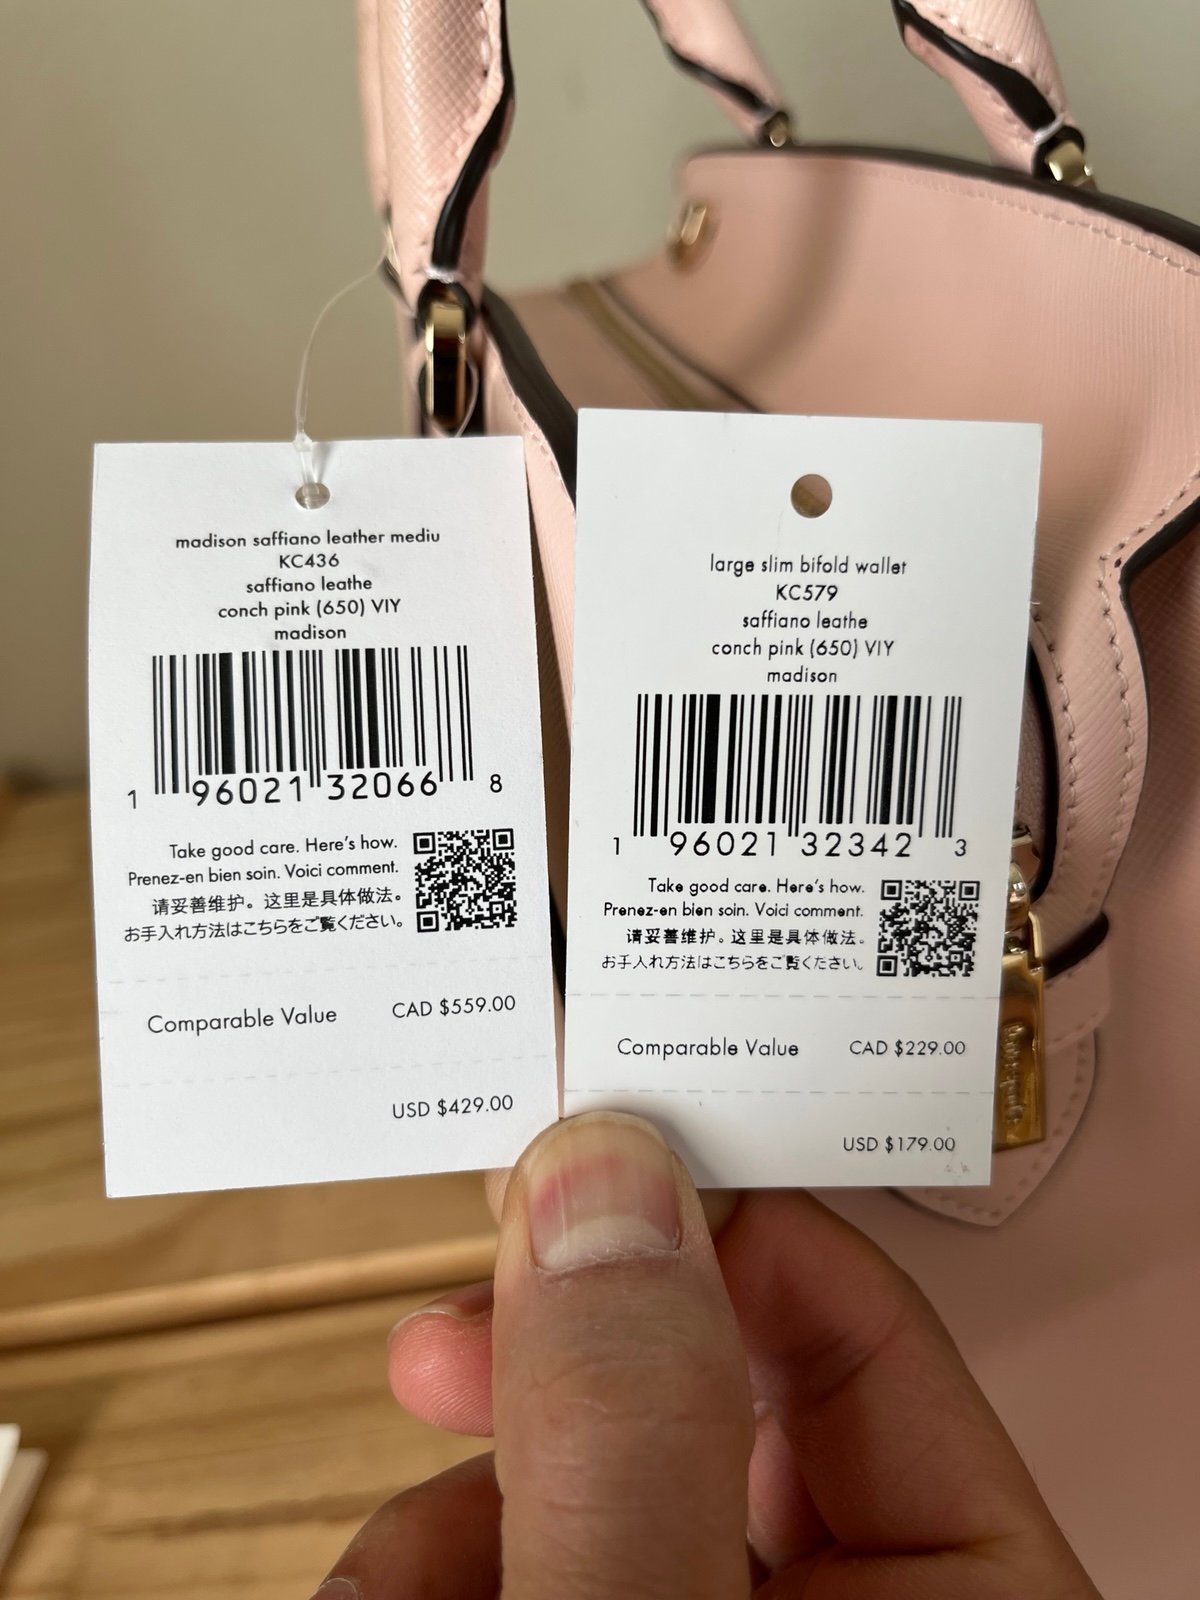 madison saffiano leather mediu
KC436
saffiano leathe
conch pink (650) VIY
madison
1 96021 32066 8
Take good care. Here's how.
Prenez-en bien soin. Voici comment.
请妥善维护。这里是具体做法。
お手入れ方法はこちらをご覧ください。
Comparable Value CAD $559.00
USD $429.00
large slim bifold wallet
KC579
saffiano leathe
conch pink (650) VIY
madison
1 96021 32342 3
Take good care. Here's how.
Prenez-en bien soin. Voici comment.
请妥善维护。这里是具体做法。
お手入れ方法はこちらをご覧ください。
Comparable Value CAD $229.00
USD $179.00